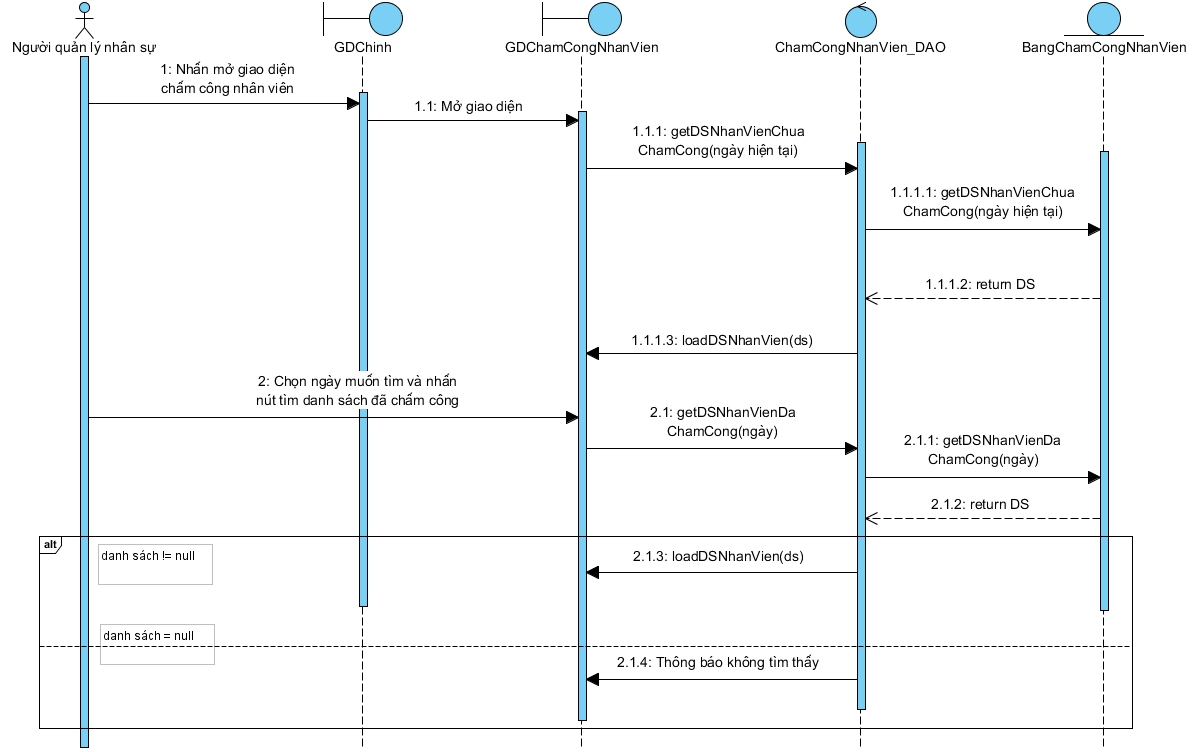 Người quản lý nhân sự
GDChinh
GDChamCongNhanVien
ChamCongNhanVien_DAO
BangChamCongNhanVien
1: Nhấn mở giao diện
chấm công nhân viên
1.1: Mở giao diện
1.1.1: getDSNhanVienChua
ChamCong(ngày hiện tại)
1.1.1.1: getDSNhanVienChua
ChamCong(ngày hiện tại)
1.1.1.2: return DS
1.1.1.3: loadDSNhanVien(ds)
2: Chọn ngày muốn tìm và nhấn
nút tìm danh sách đã chấm công
2.1: getDSNhanVienDa
ChamCong(ngày)
2.1.1: getDSNhanVienDa
ChamCong(ngày)
2.1.2: return DS
alt
danh sách != null
2.1.3: loadDSNhanVien(ds)
danh sách = null
2.1.4: Thông báo không tìm thấy